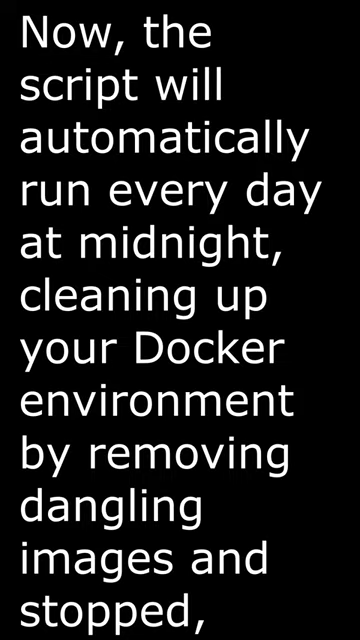 Now, the
script will
automatically
run every day
at midnight,
cleaning up
your Docker
environment
by removing
dangling
images and
stopped,